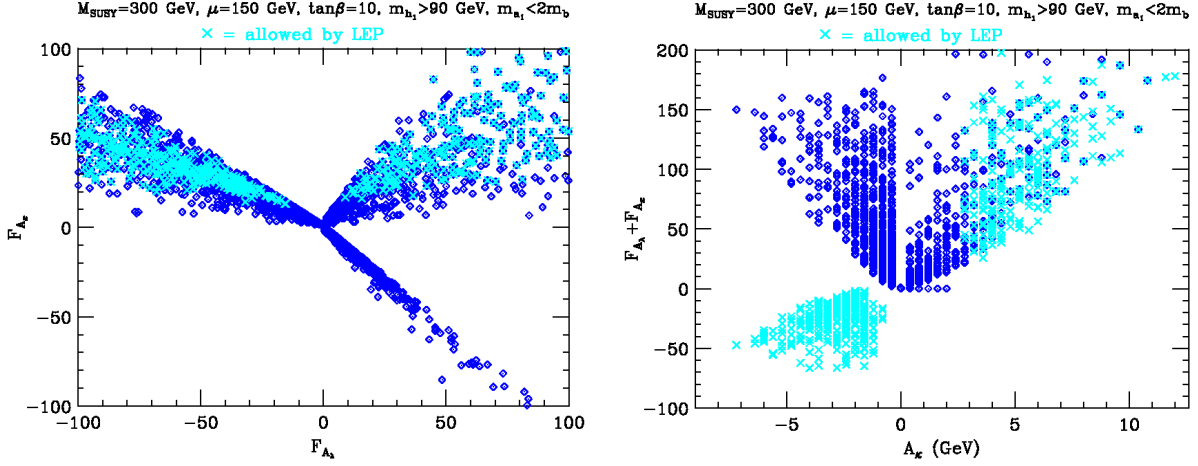 M_SUSY=300 GeV, μ=150 GeV, tanβ=10, m_h₁>90 GeV, m_a₁<2m_b
× = allowed by LEP
100
50
0
−50
−100
F_Aκ
−100
−50
0
50
100
F_Aλ
M_SUSY=300 GeV, μ=150 GeV, tanβ=10, m_h₁>90 GeV, m_a₁<2m_b
× = allowed by LEP
200
150
100
50
0
−50
−100
F_Aλ+F_Aκ
−5
0
5
10
A_κ (GeV)